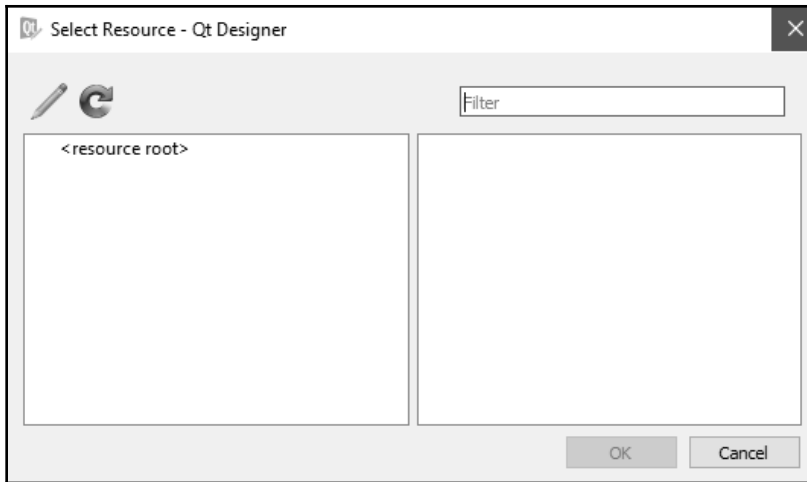 Select Resource - Qt Designer
Filter
<resource root>
OK
Cancel